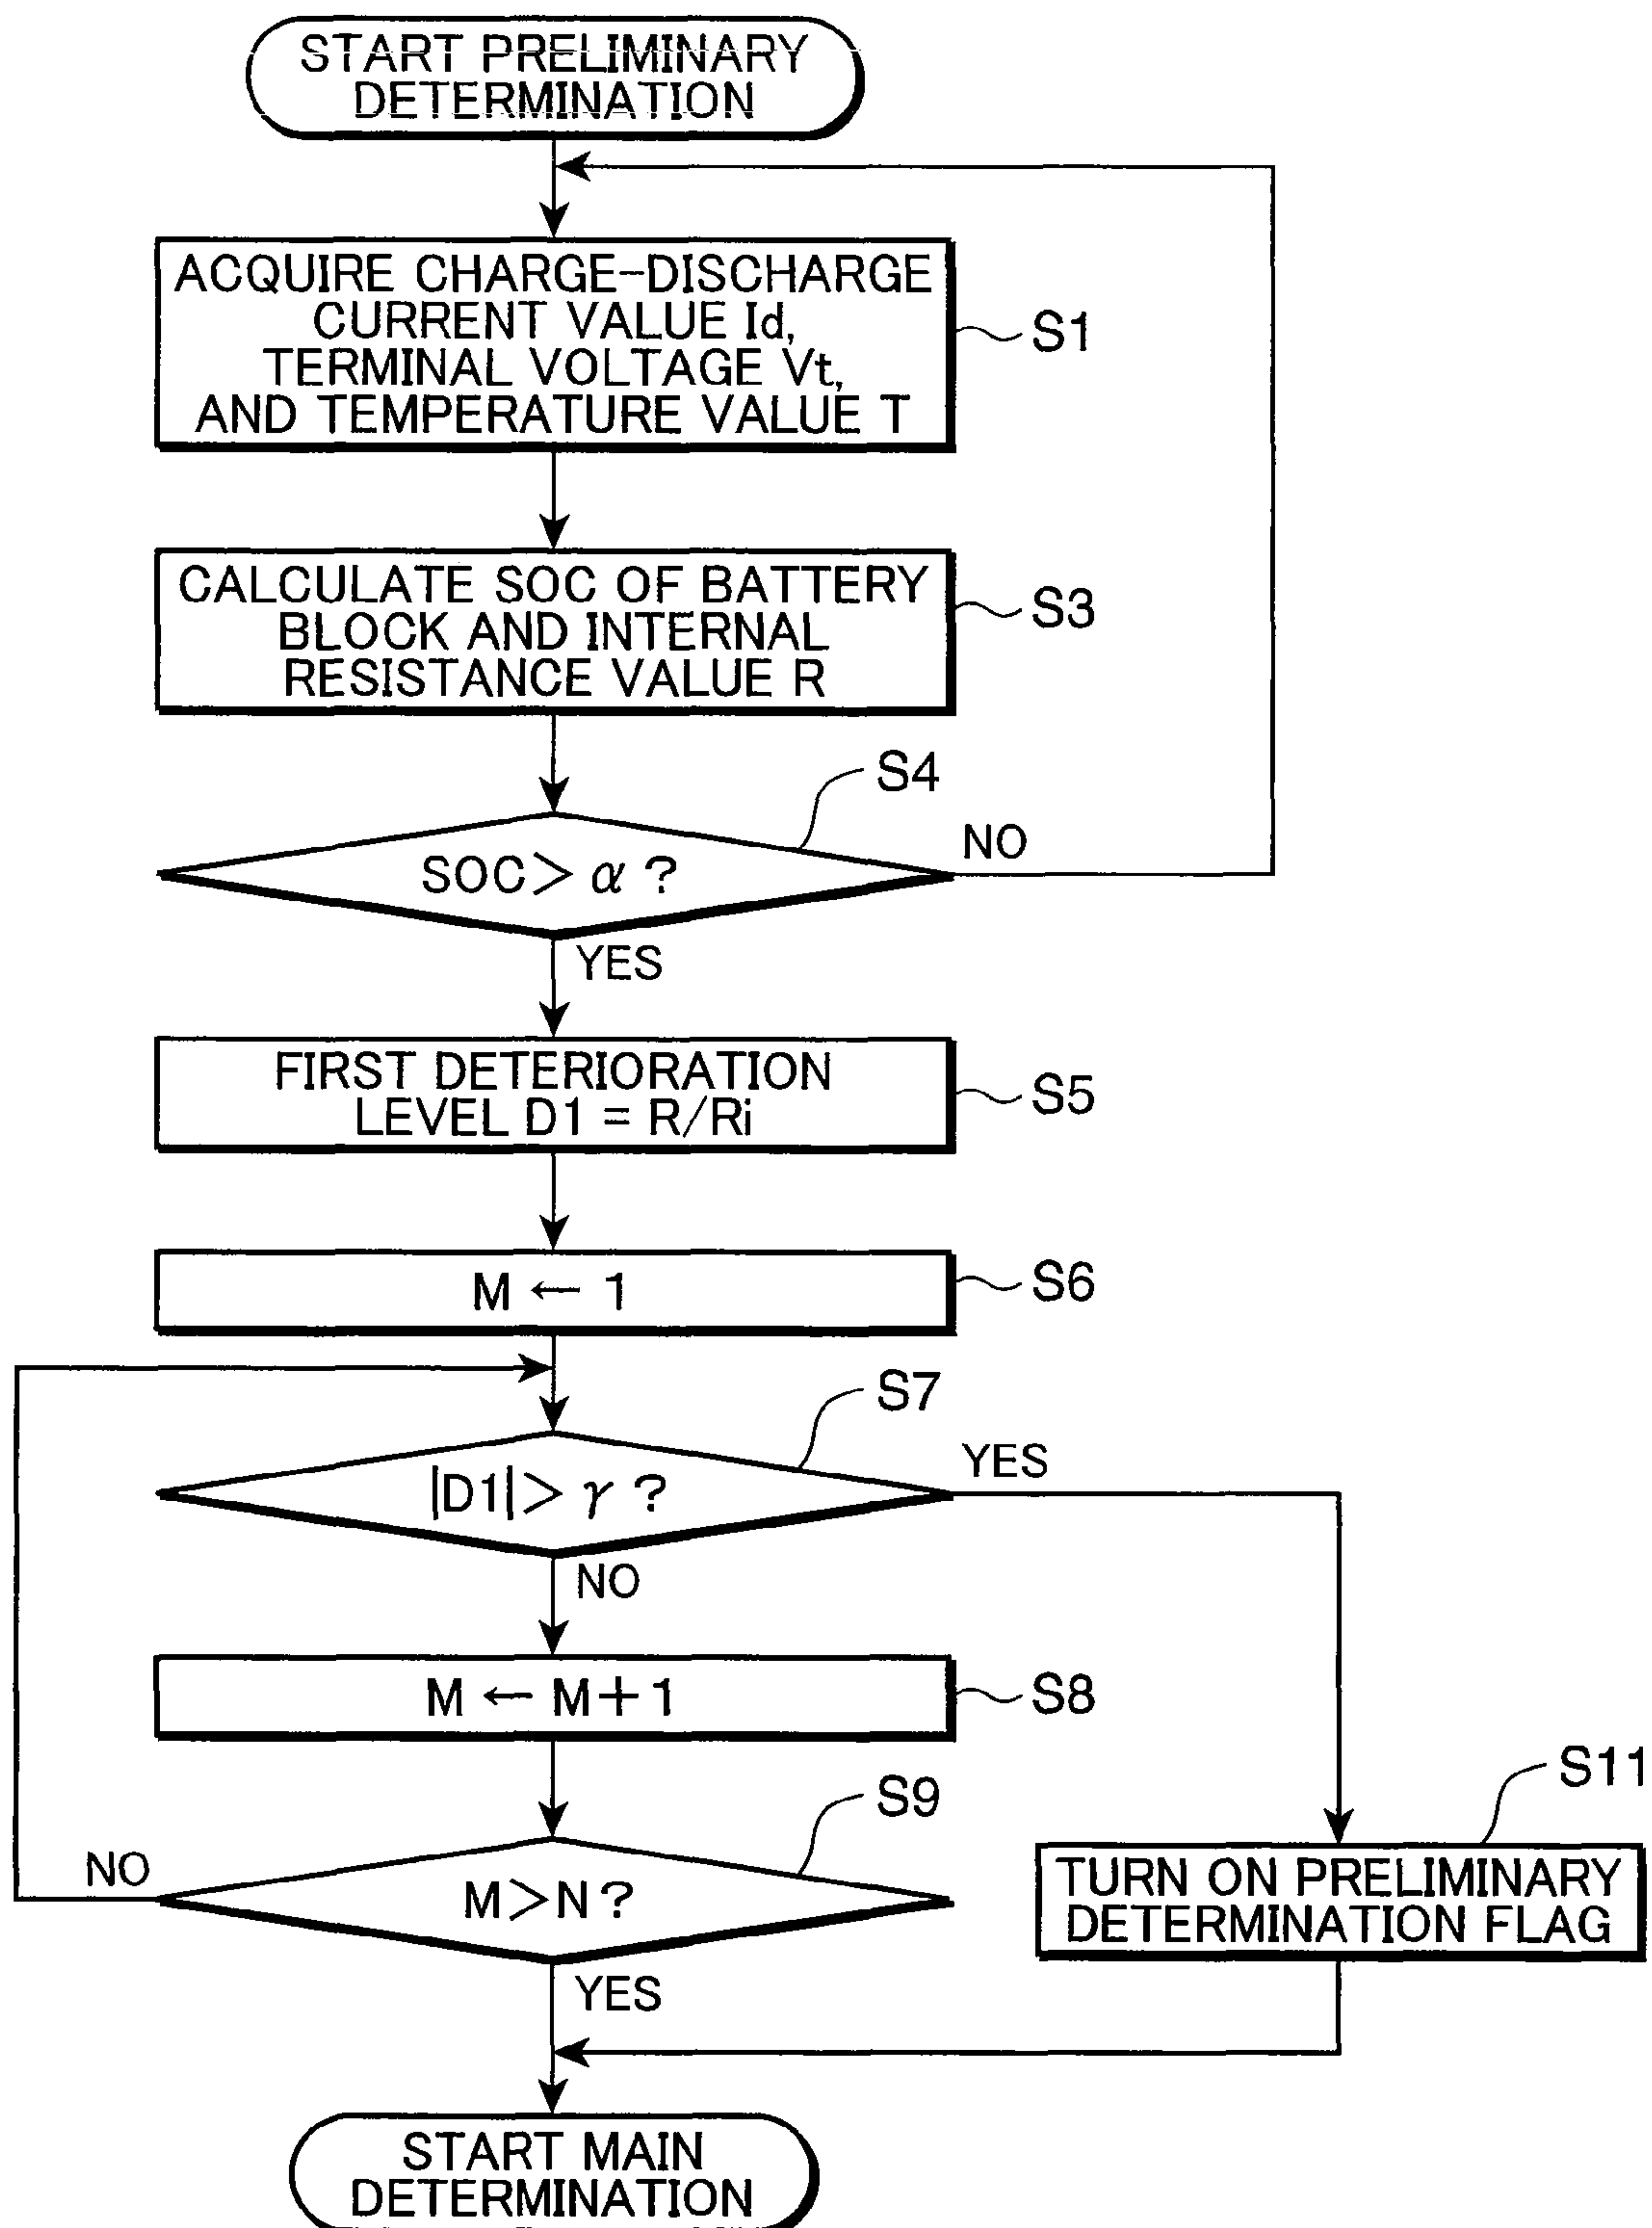 START PRELIMINARY
DETERMINATION
ACQUIRE CHARGE-DISCHARGE
CURRENT VALUE Id,
TERMINAL VOLTAGE Vt,
AND TEMPERATURE VALUE T
S1
CALCULATE SOC OF BATTERY
BLOCK AND INTERNAL
RESISTANCE VALUE R
S3
S4
SOC > α ?
NO
YES
FIRST DETERIORATION
LEVEL D1 = R/Ri
S5
M ← 1
S6
S7
|D1| > γ ?
YES
NO
M ← M+1
S8
S9
M>N?
NO
YES
S11
TURN ON PRELIMINARY
DETERMINATION FLAG
START MAIN
DETERMINATION